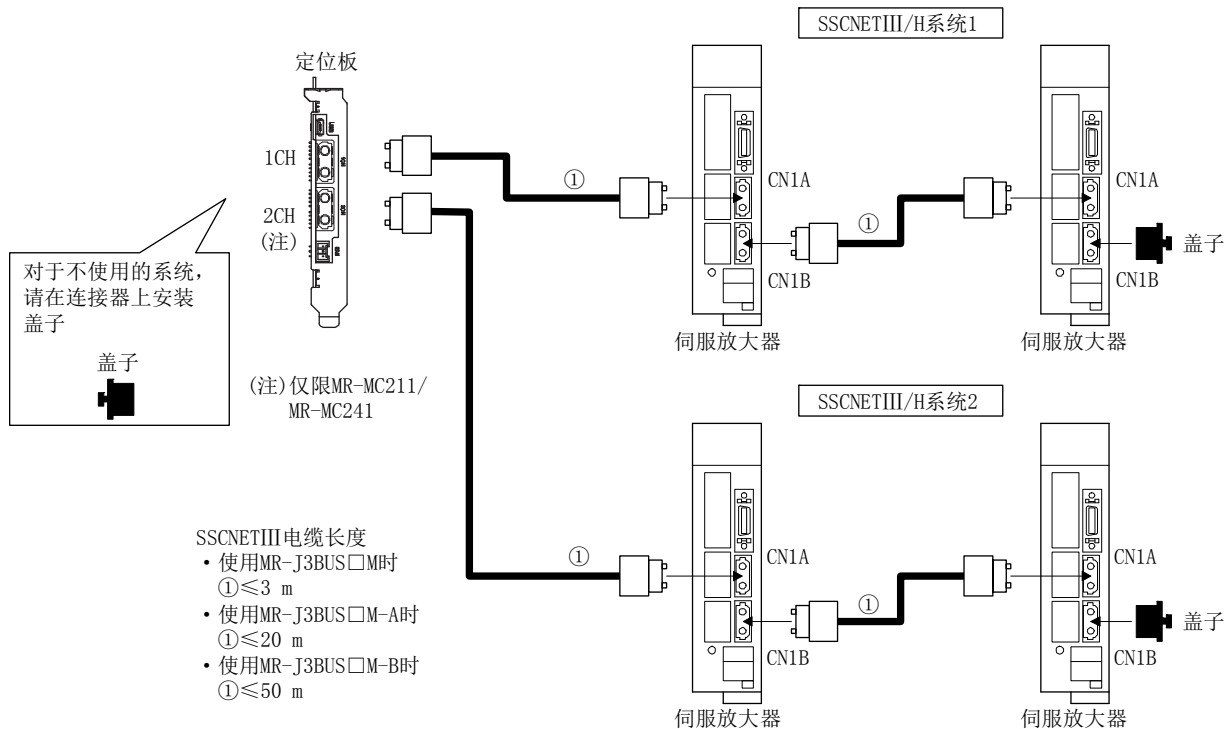 SSCNETⅢ/H系统1
定位板
1CH
2CH
(注)
对于不使用的系统，
请在连接器上安装
盖子
盖子
(注)仅限MR-MC211/
MR-MC241
①
CN1A
CN1B
伺服放大器
①
CN1A
CN1B
盖子
伺服放大器
SSCNETⅢ/H系统2
①
CN1A
CN1B
伺服放大器
①
CN1A
CN1B
盖子
伺服放大器
SSCNETⅢ电缆长度
・使用MR-J3BUS□M时
①≤3 m
・使用MR-J3BUS□M-A时
①≤20 m
・使用MR-J3BUS□M-B时
①≤50 m